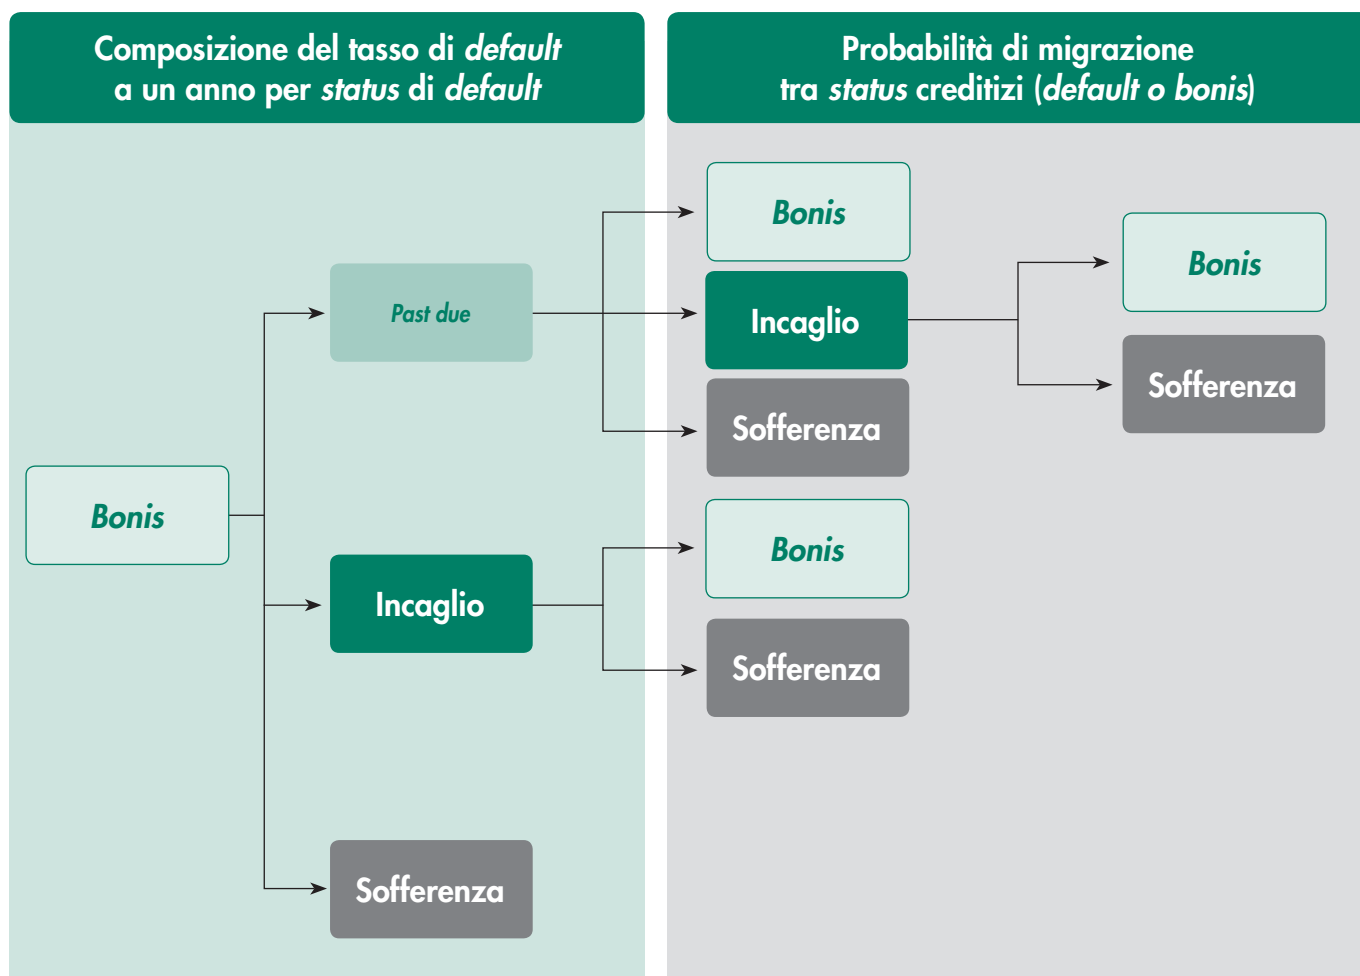 Composizione del tasso di default
a un anno per status di default
Probabilità di migrazione
tra status creditizi (default o bonis)
Bonis
Past due
Incaglio
Sofferenza
Bonis
Incaglio
Sofferenza
Bonis
Sofferenza
Bonis
Sofferenza